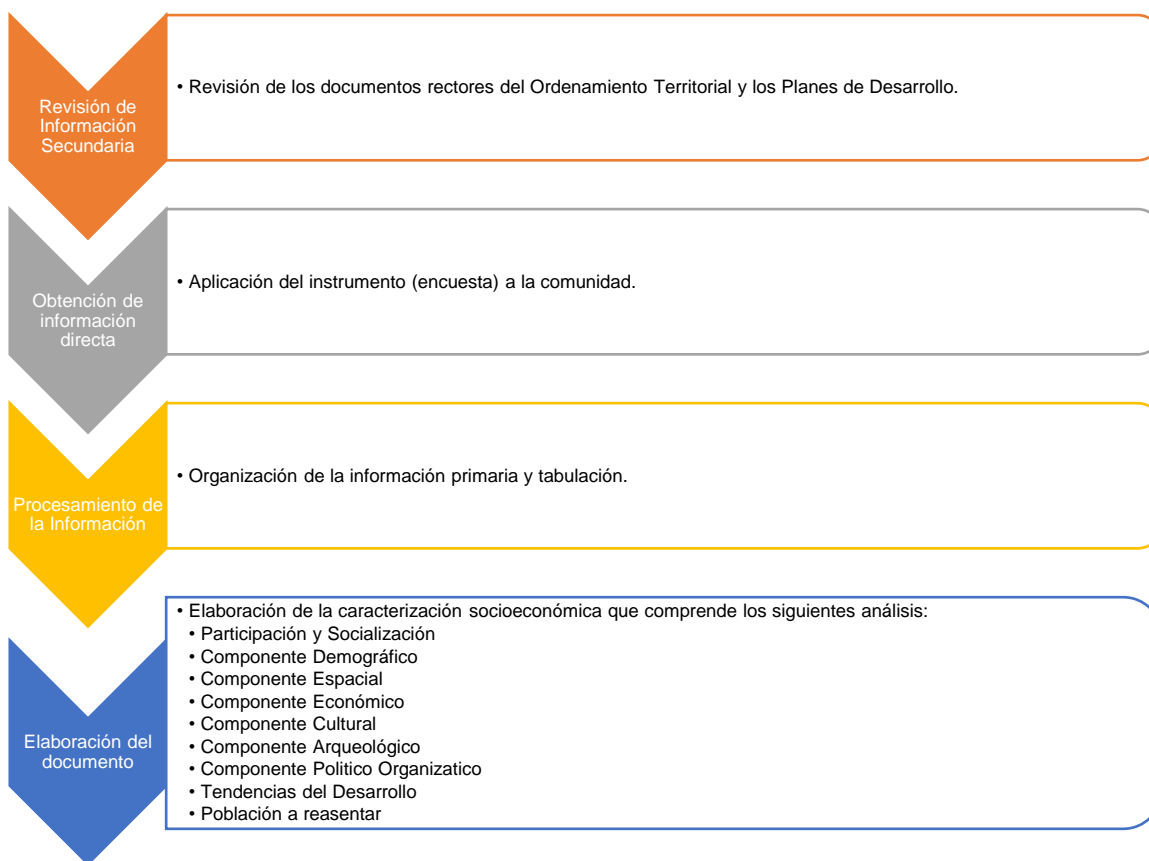 Revisión de
Información
Secundaria
• Revisión de los documentos rectores del Ordenamiento Territorial y los Planes de Desarrollo.
Obtención de
información
directa
• Aplicación del instrumento (encuesta) a la comunidad.
Procesamiento de
la Información
• Organización de la información primaria y tabulación.
Elaboración del
documento
• Elaboración de la caracterización socioeconómica que comprende los siguientes análisis:
• Participación y Socialización
• Componente Demográfico
• Componente Espacial
• Componente Económico
• Componente Cultural
• Componente Arqueológico
• Componente Politico Organizatico
• Tendencias del Desarrollo
• Población a reasentar